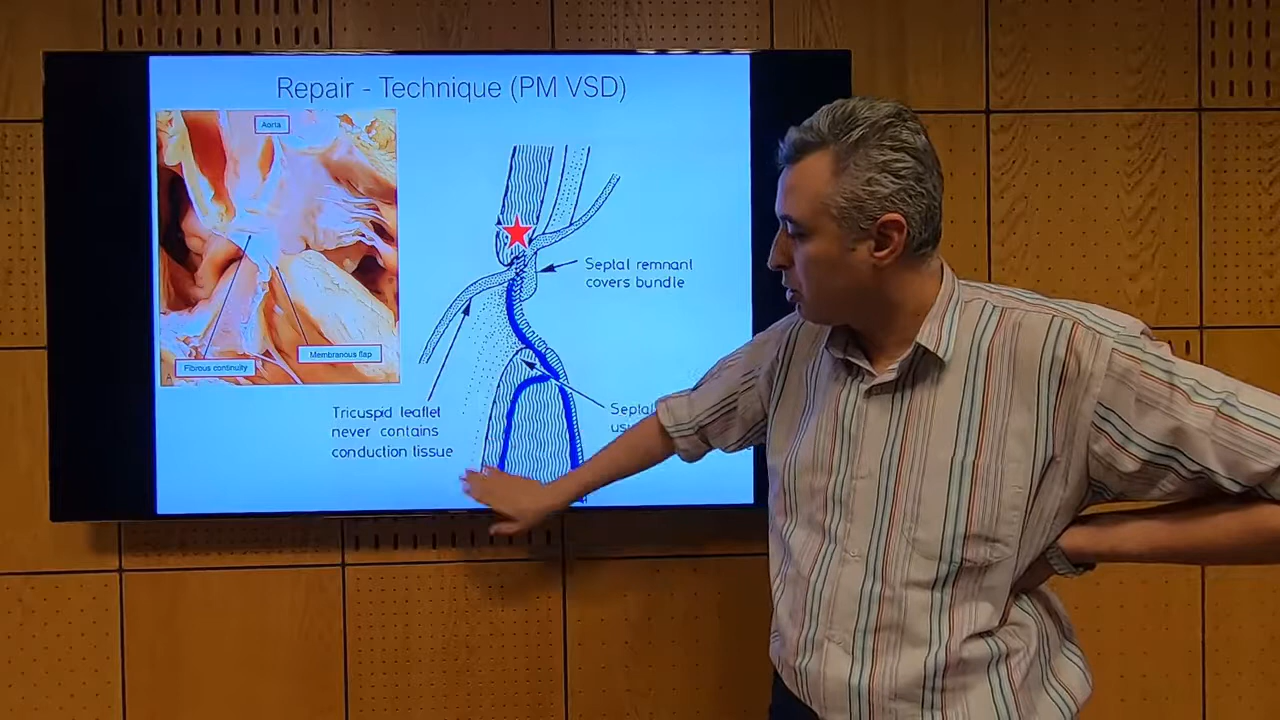 Repair - Technique (PM VSD)
Aorta
Fibrous continuity
Membranous flap
Septal remnant
covers bundle
Tricuspid leaflet
never contains
conduction tissue
Septal